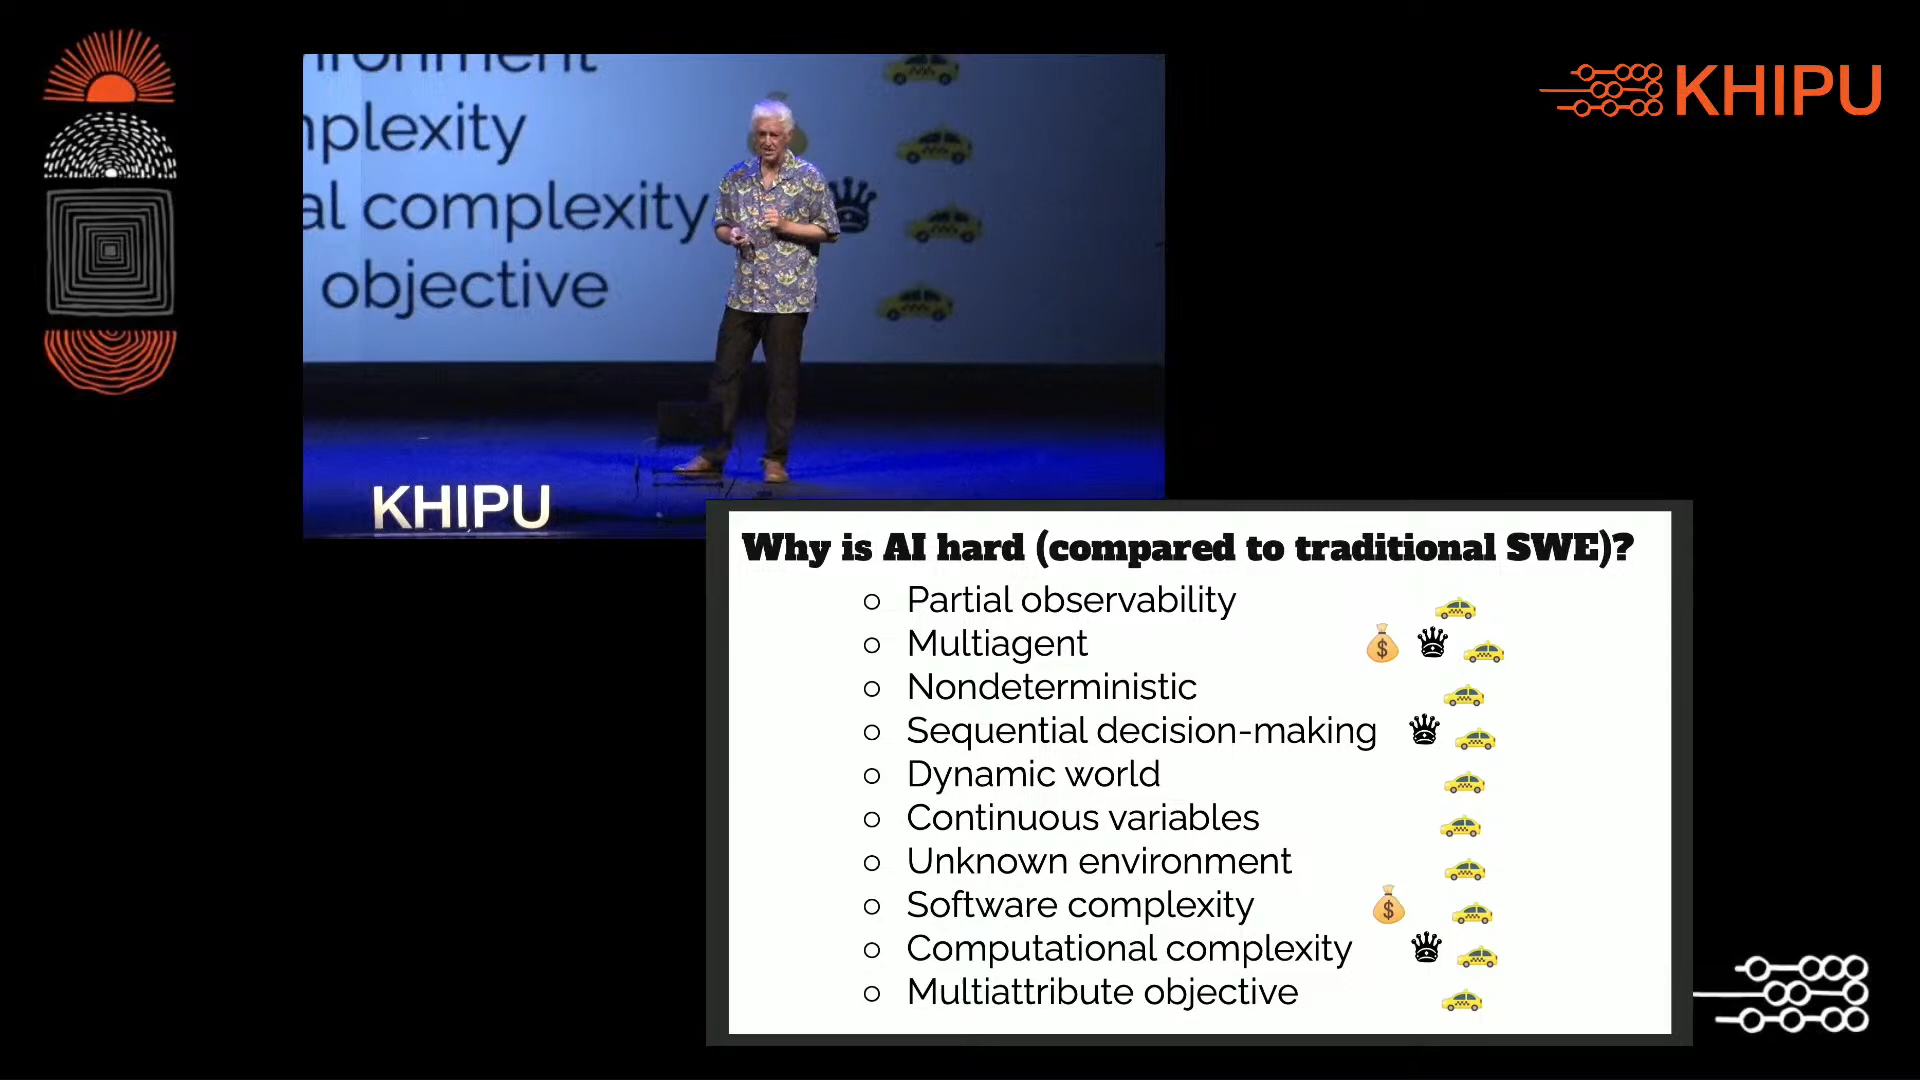 KHIPU
ironment
nplexity
al complexity
objective
KHIPU
Why is AI hard (compared to traditional SWE)?
Partial observability
Multiagent
Nondeterministic
Sequential decision-making
Dynamic world
Continuous variables
Unknown environment
Software complexity
Computational complexity
Multiattribute objective